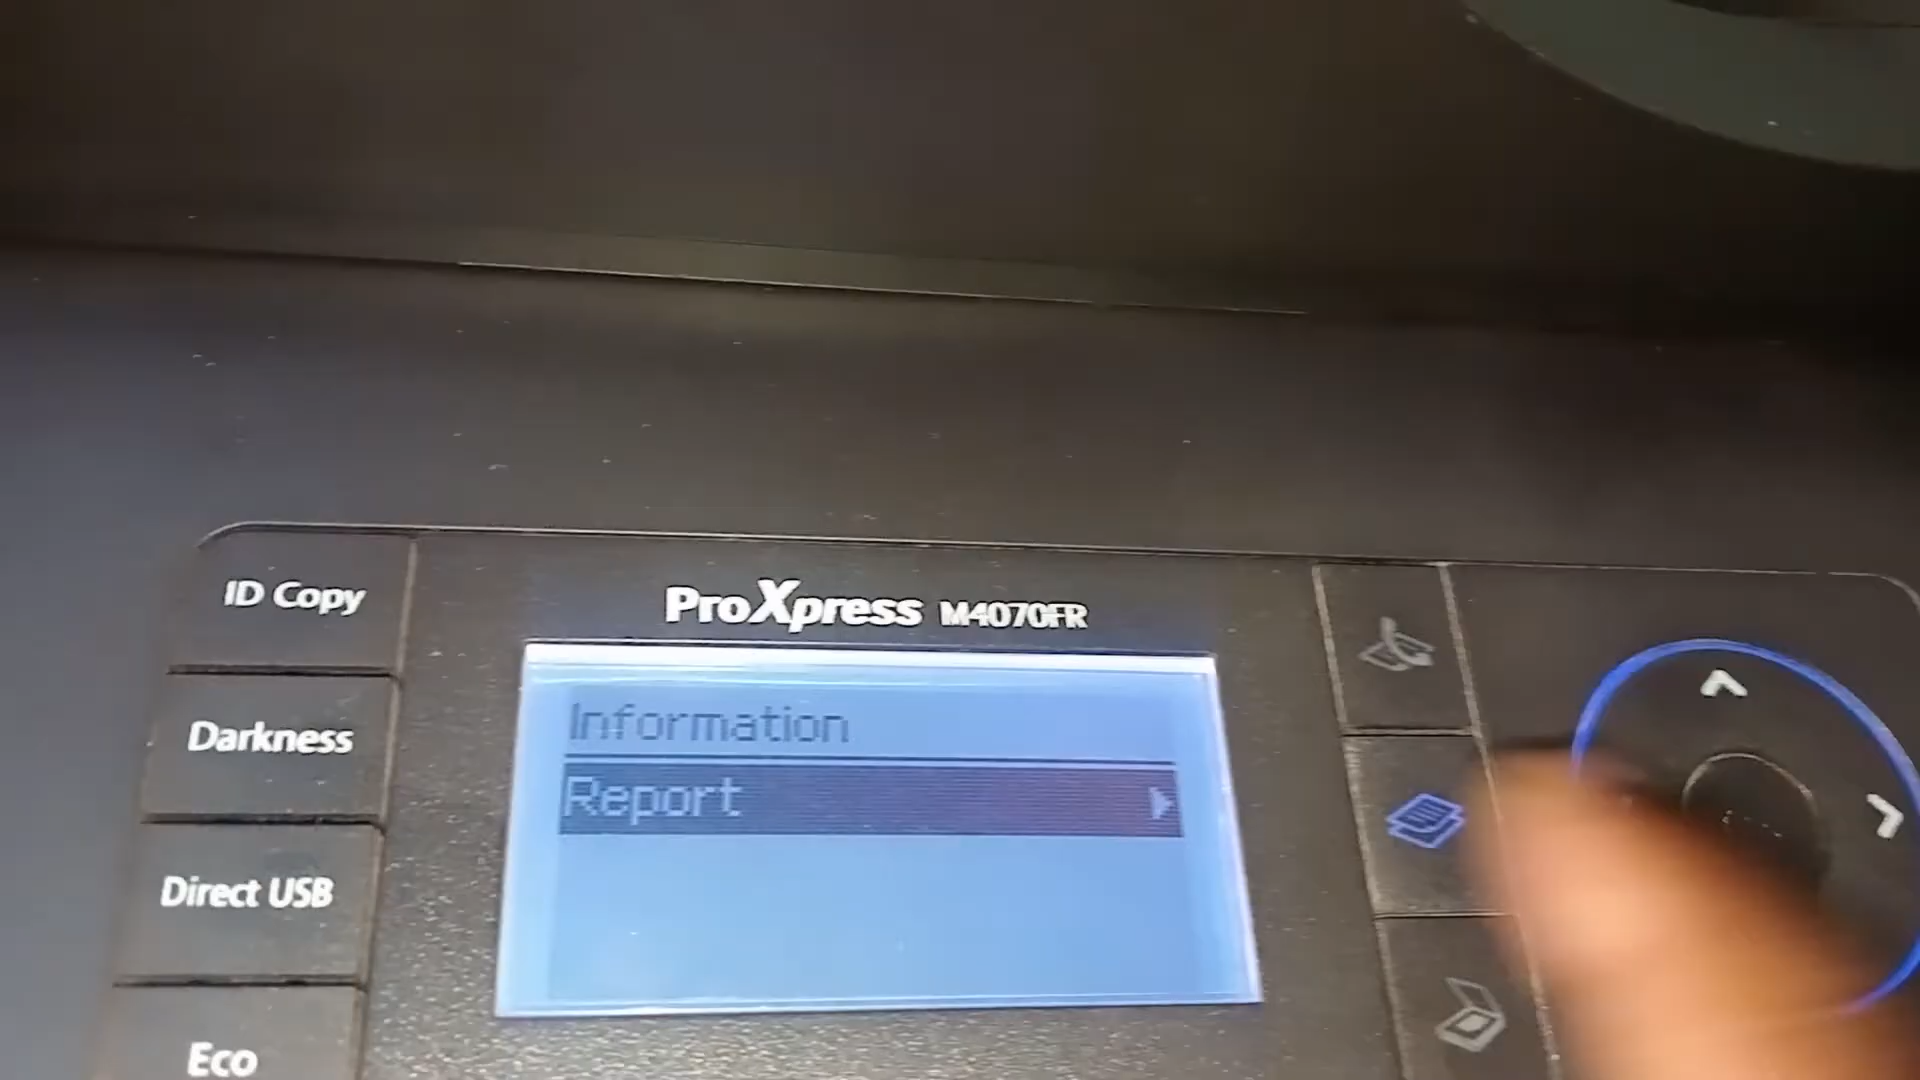 ProXpress M4070FR
ID Copy
Darkness
Direct USB
Eco
Information
Report